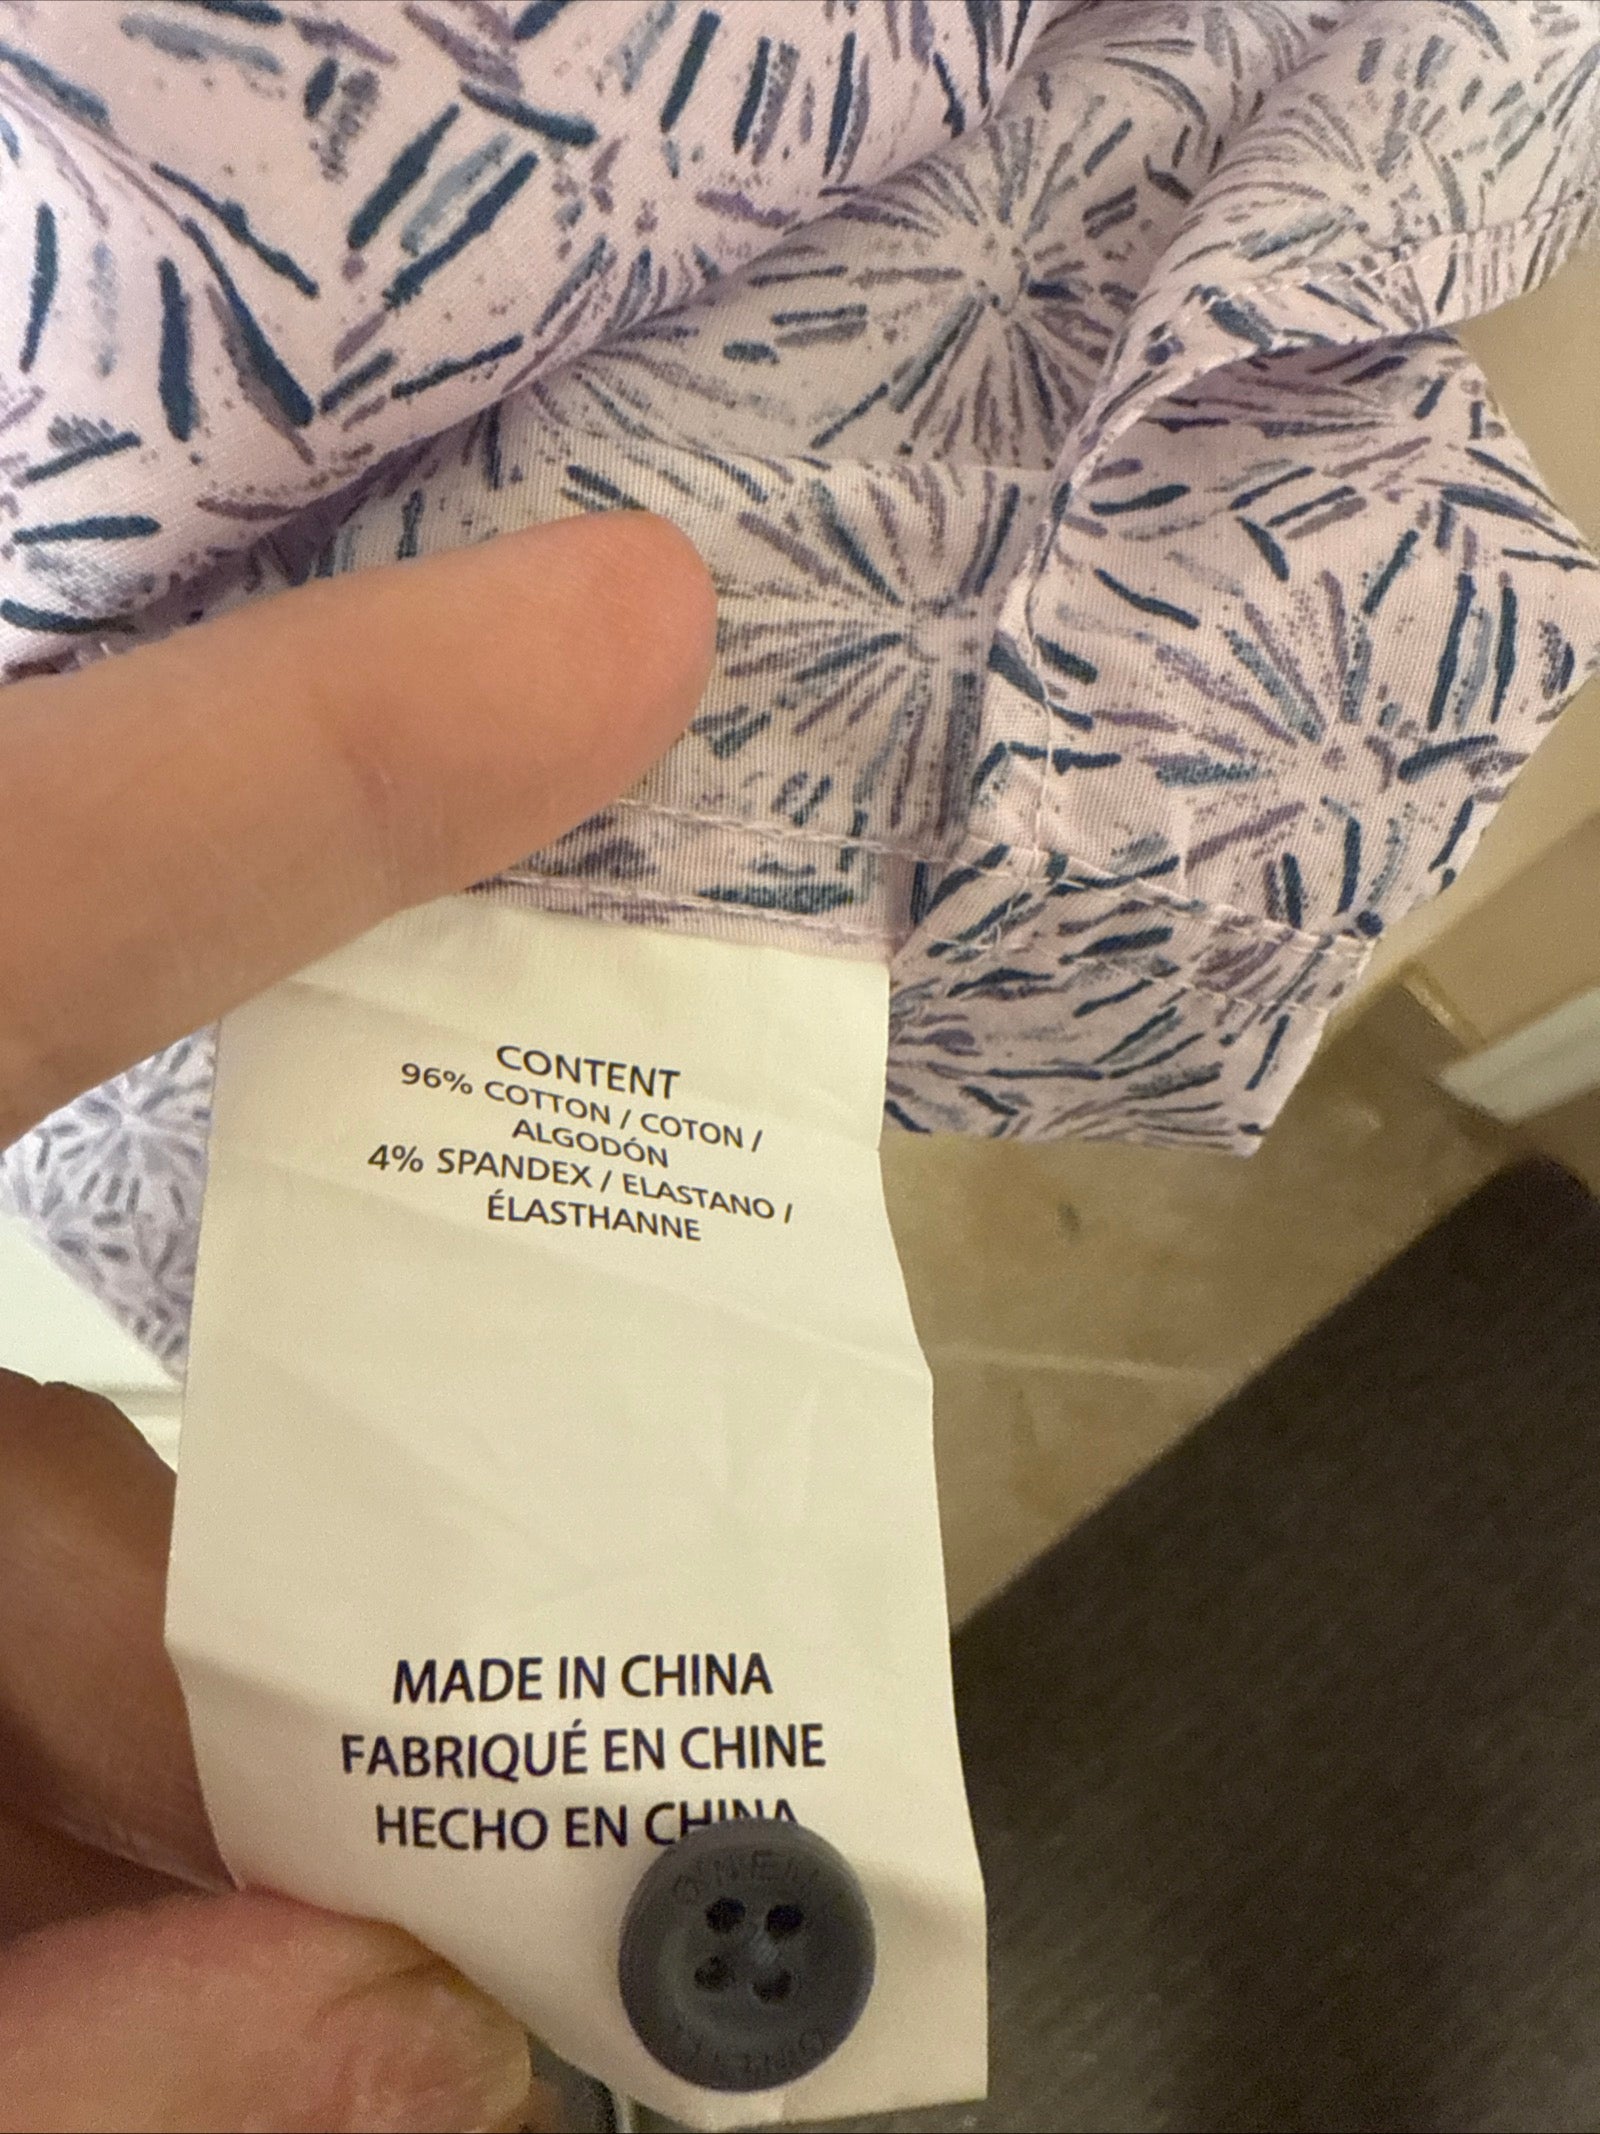 CONTENT
96% COTTON / COTON /
ALGODÓN
4% SPANDEX / ELASTANO /
ÉLASTHANNE
MADE IN CHINA
FABRIQUÉ EN CHINE
HECHO EN CHINA